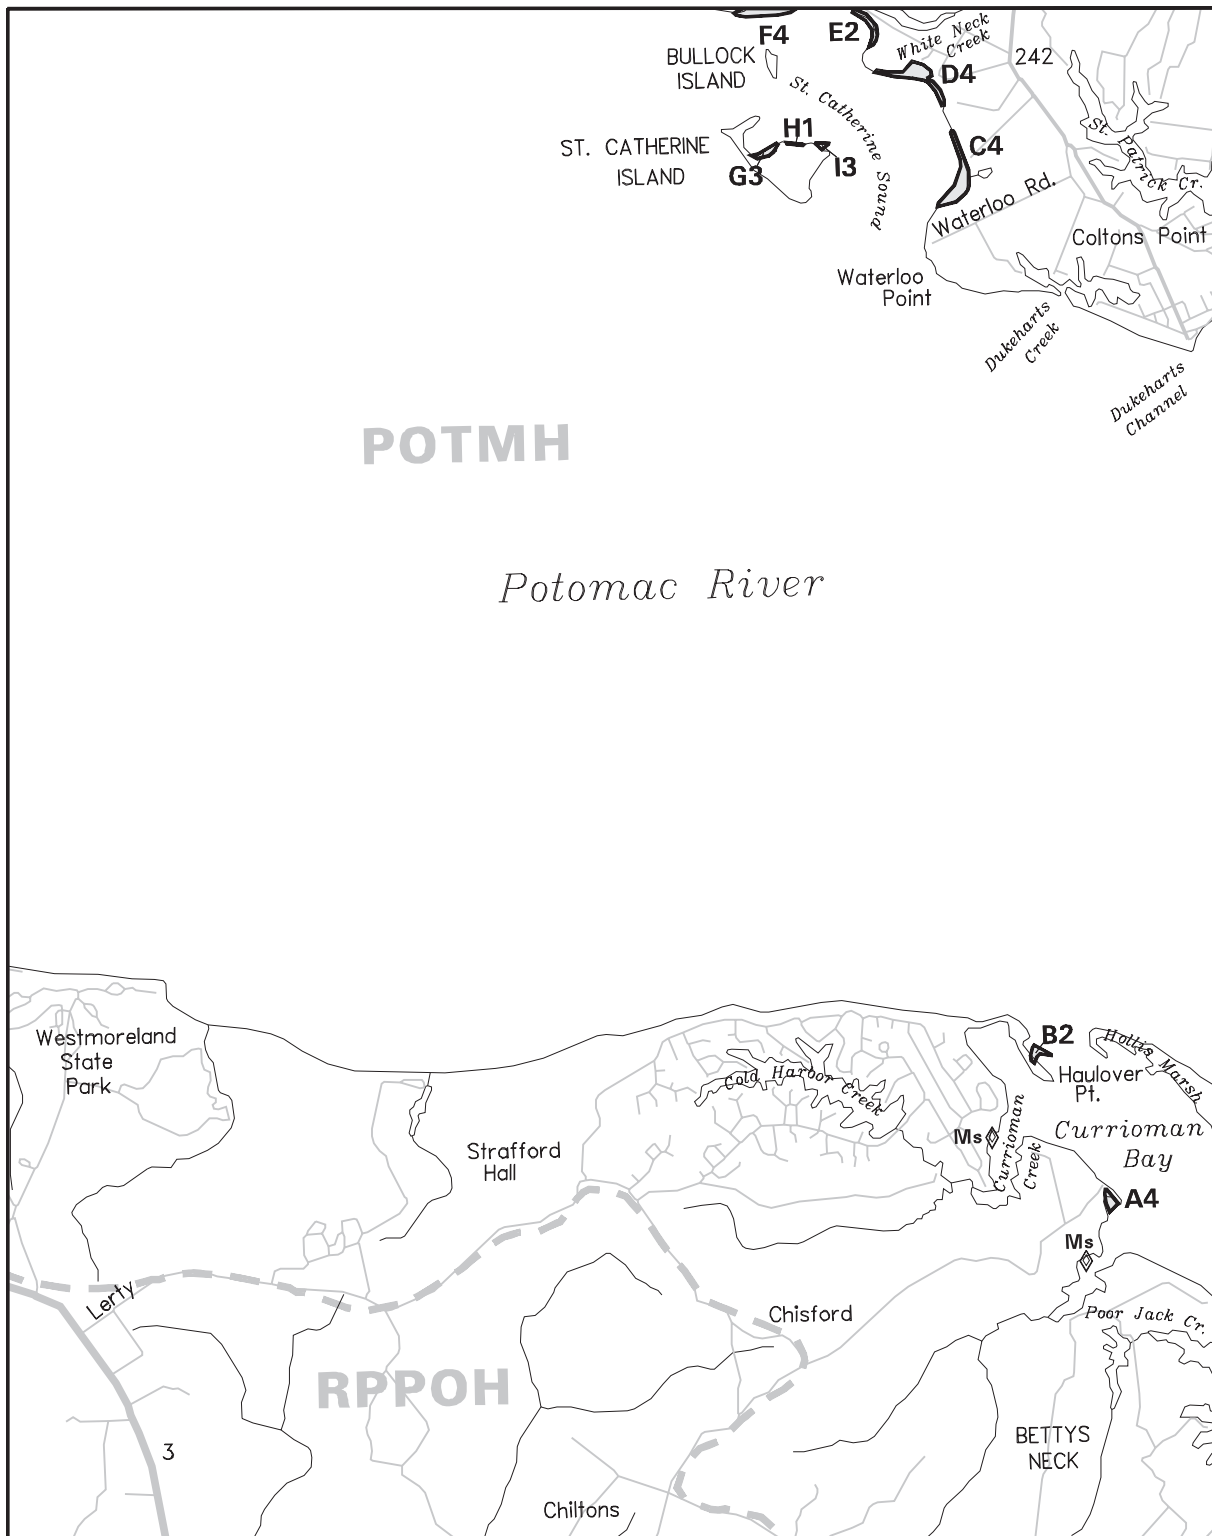 F4
E2
White Neck
Creek
242
BULLOCK
ISLAND
D4
St. Catherine Sound
H1
C4
St. Patrick Cr.
ST. CATHERINE
ISLAND
G3
I3
Waterloo Rd.
Coltons Point
Waterloo
Point
Dukeharts
Creek
Dukeharts
Channel
POTMH
Potomac River
Westmoreland
State
Park
B2
Hollis Marsh
Haulover
Pt.
Cold Harbor Creek
Currioman
Creek
Ms
Currioman
Bay
Strafford
Hall
A4
Ms
Lerty
Chisford
Poor Jack Cr.
RPPOH
BETTYS
NECK
3
Chiltons